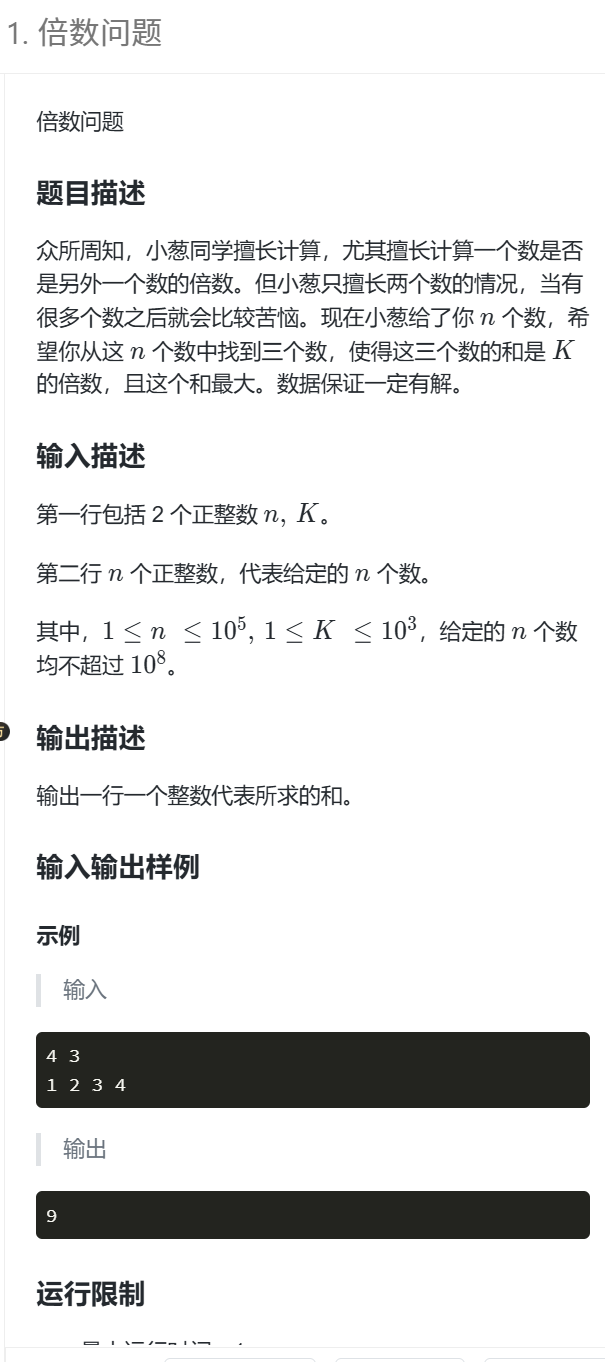 1. 倍数问题
倍数问题
题目描述
众所周知，小葱同学擅长计算，尤其擅长计算一个数是否
是另外一个数的倍数。但小葱只擅长两个数的情况，当有
很多个数之后就会比较苦恼。现在小葱给了你 n 个数，希
望你从这 n 个数中找到三个数，使得这三个数的和是 K
的倍数，且这个和最大。数据保证一定有解。
输入描述
第一行包括 2 个正整数 n, K。
第二行 n 个正整数，代表给定的 n 个数。
其中，1 ≤ n ≤ 10^5, 1 ≤ K ≤ 10^3，给定的 n 个数
均不超过 10^8。
输出描述
输出一行一个整数代表所求的和。
输入输出样例
示例
输入
4 3
1 2 3 4
输出
9
运行限制